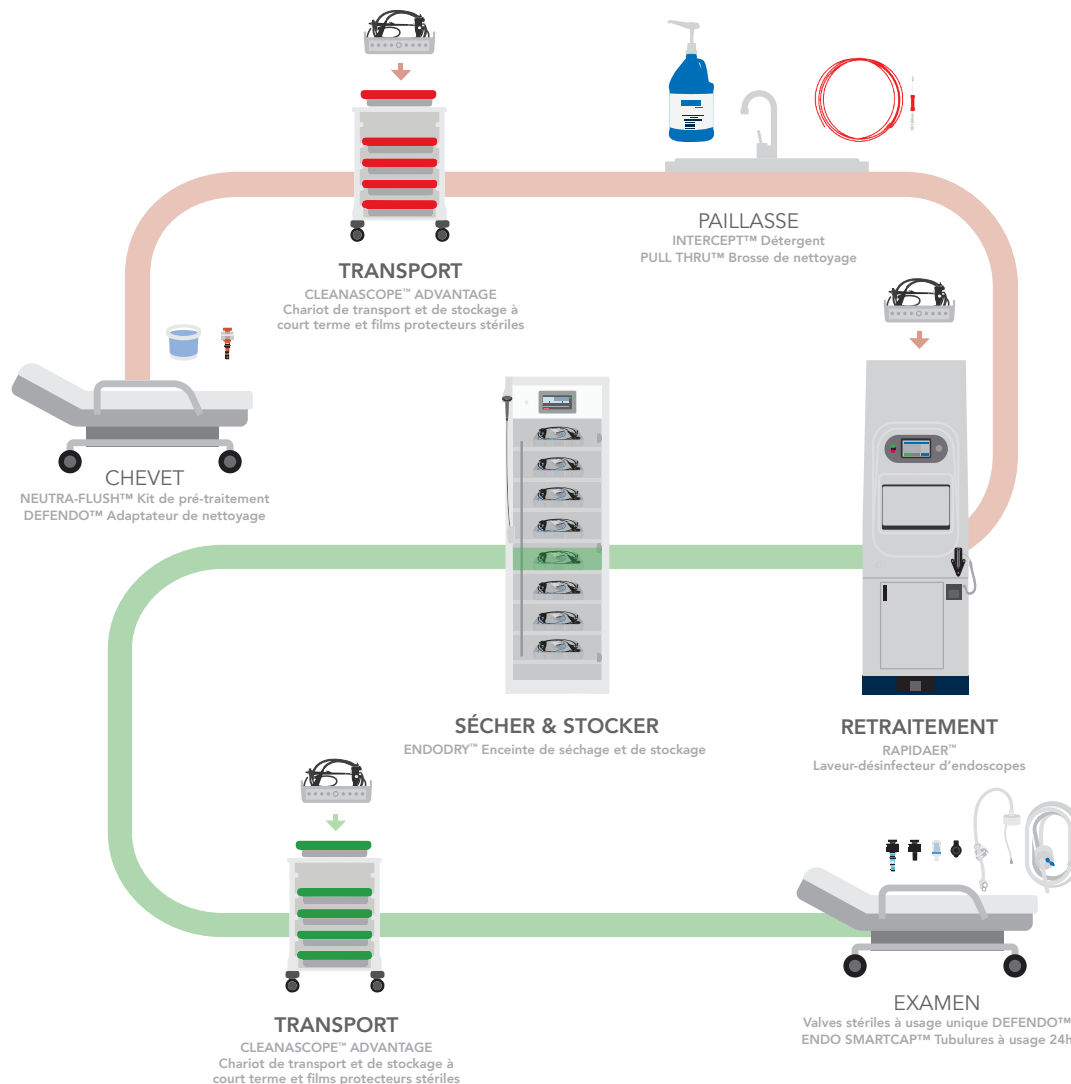 TRANSPORT
CLEANASCOPE™ ADVANTAGE
Chariot de transport et de stockage à
court terme et films protecteurs stériles
PAILLASSE
INTERCEPT™ Détergent
PULL THRU™ Brosse de nettoyage
CHEVET
NEUTRA-FLUSH™ Kit de pré-traitement
DEFENDO™ Adaptateur de nettoyage
SÉCHER & STOCKER
ENDODRY™ Enceinte de séchage et de stockage
RETRAITEMENT
RAPIDAER™
Laveur-désinfecteur d'endoscopes
TRANSPORT
CLEANASCOPE™ ADVANTAGE
Chariot de transport et de stockage à
court terme et films protecteurs stériles
EXAMEN
Valves stériles à usage unique DEFENDO™
ENDO SMARTCAP™ Tubulures à usage 24h